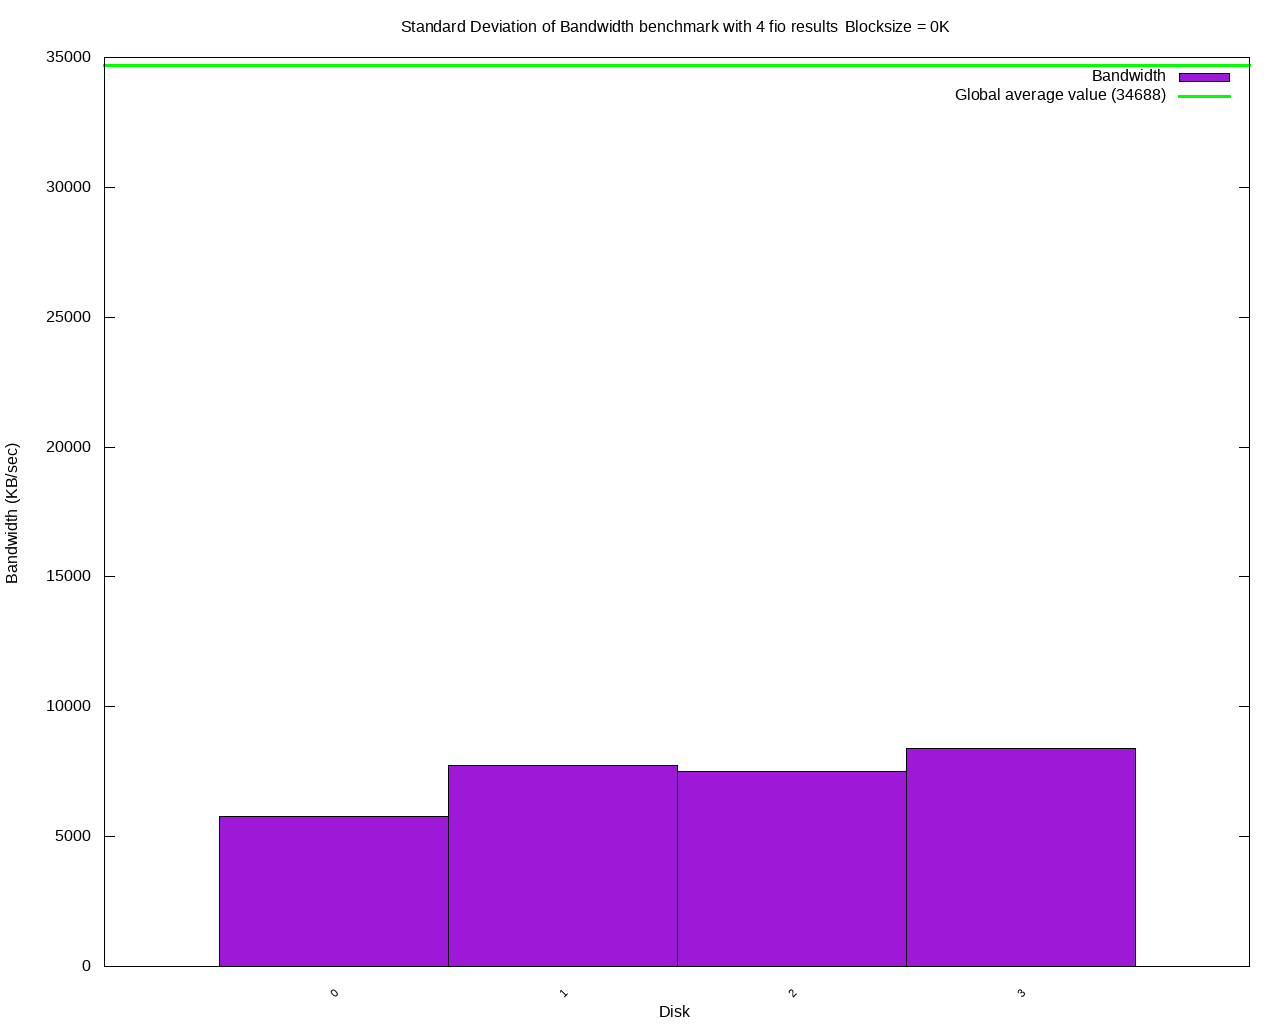 Standard Deviation of Bandwidth benchmark with 4 fio results Blocksize = 0K
35000
30000
25000
20000
15000
10000
5000
0
Bandwidth (KB/sec)
Bandwidth
Global average value (34688)
0
1
2
3
Disk